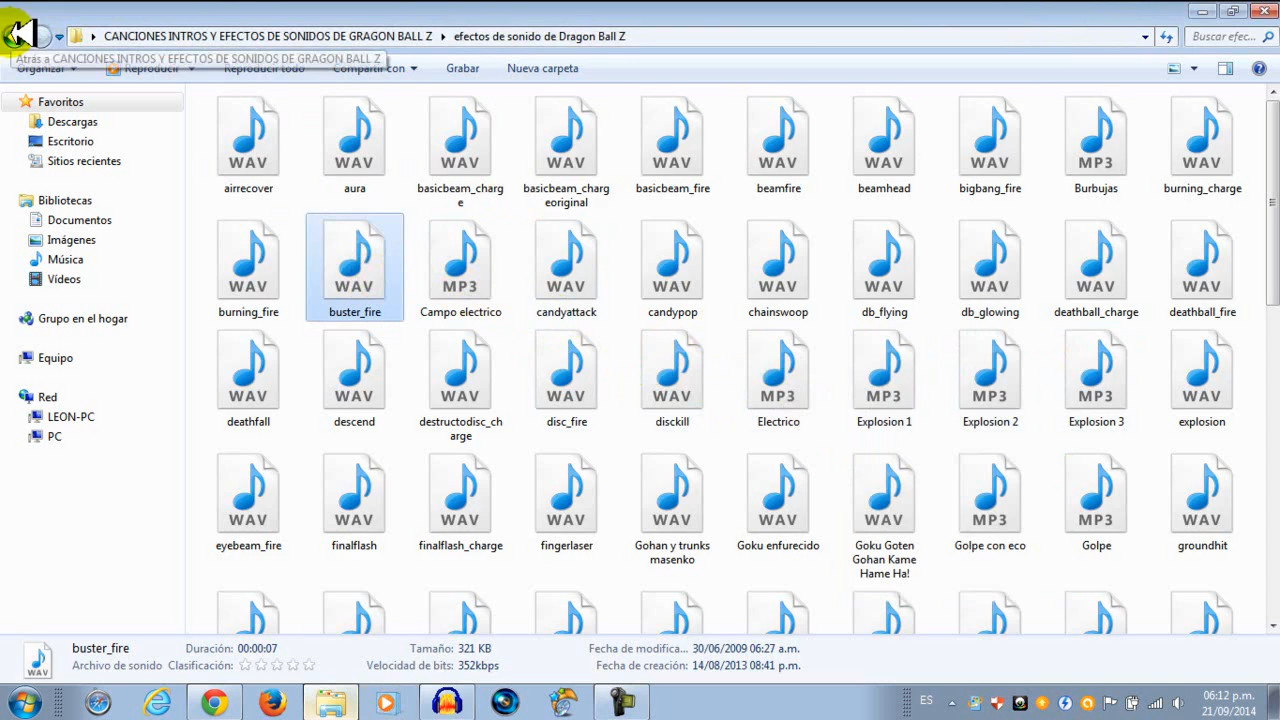 CANCIONES INTROS Y EFECTOS DE SONIDOS DE GRAGON BALL Z efectos de sonido de Dragon Ball Z Buscar efec...
Atrás a CANCIONES INTROS Y EFECTOS DE SONIDOS DE GRAGON BALL Z
Organizar Reproducir Reproducir todo Compartir con Grabar Nueva carpeta
Favoritos
Descargas
Escritorio
Sitios recientes
Bibliotecas
Documentos
Imágenes
Música
Vídeos
Grupo en el hogar
Equipo
Red
LEON-PC
PC
WAV WAV WAV WAV WAV WAV WAV WAV MP3 WAV
airrecover aura basicbeam_charg basicbeam_ch basicbeam_fire beamfire beamhead bigbang_fire Burbujas burning_charge
e argeoriginal
WAV WAV MP3 WAV WAV WAV WAV WAV WAV WAV
burning_fire buster_fire Campo electrico candyattack candypop chainswoop db_flying db_glowing deathball_charge deathball_fire
WAV WAV WAV WAV WAV MP3 MP3 MP3 MP3 WAV
deathfall descend destructodisc_ch disc_fire disckill Electrico Explosion 1 Explosion 2 Explosion 3 explosion
arge
WAV WAV WAV WAV WAV WAV WAV MP3 MP3 WAV
eyebeam_fire finalflash finalflash_charge fingerlaser Gohan y trunks Goku enfurecido Goku Goten Golpe con eco Golpe groundhit
masenko Gohan Kame
Hame Ha!
WAV
buster_fire Duración: 00:00:07 Tamaño: 321 KB Fecha de modifica... 30/06/2009 06:27 a.m.
Archivo de sonido Clasificación: Velocidad de bits: 352kbps Fecha de creación: 14/08/2013 08:41 p.m.
ES
06:12 p.m.
21/09/2014